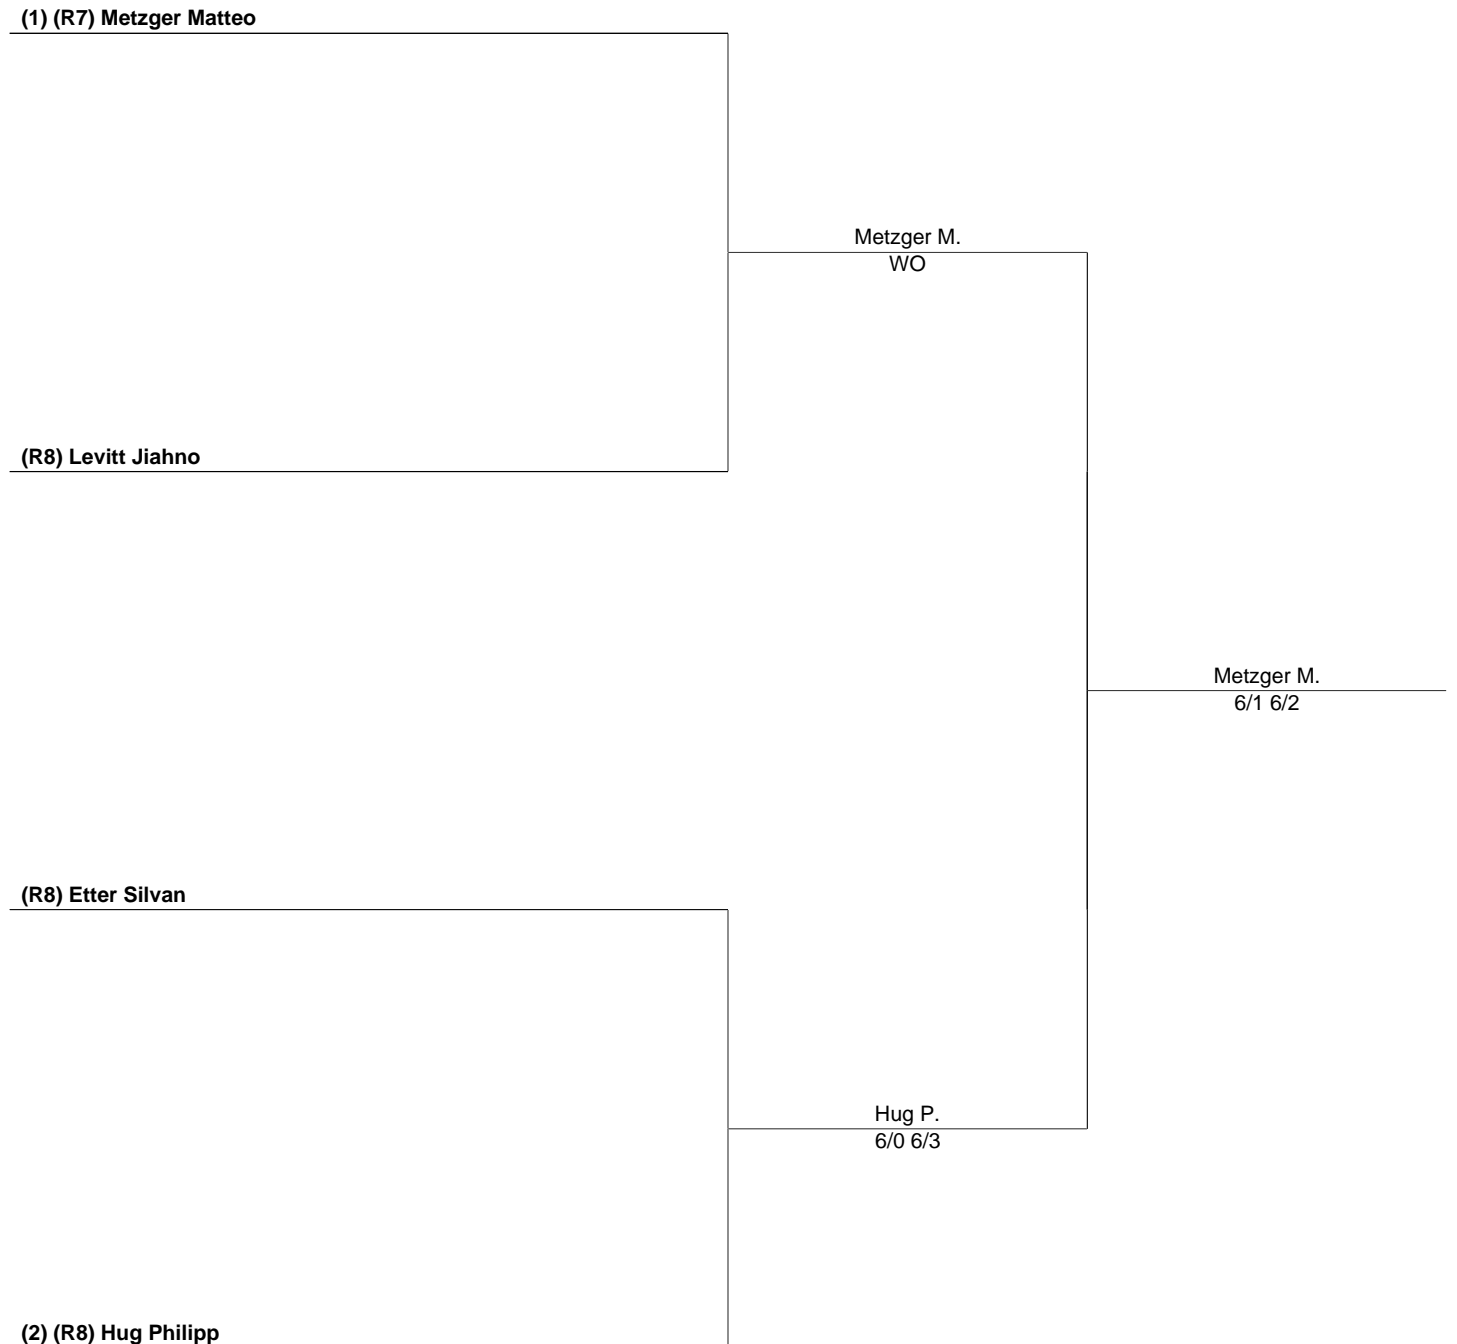 (1) (R7) Metzger Matteo
Metzger M.
WO
(R8) Levitt Jiahno
Metzger M.
6/1 6/2
(R8) Etter Silvan
Hug P.
6/0 6/3
(2) (R8) Hug Philipp